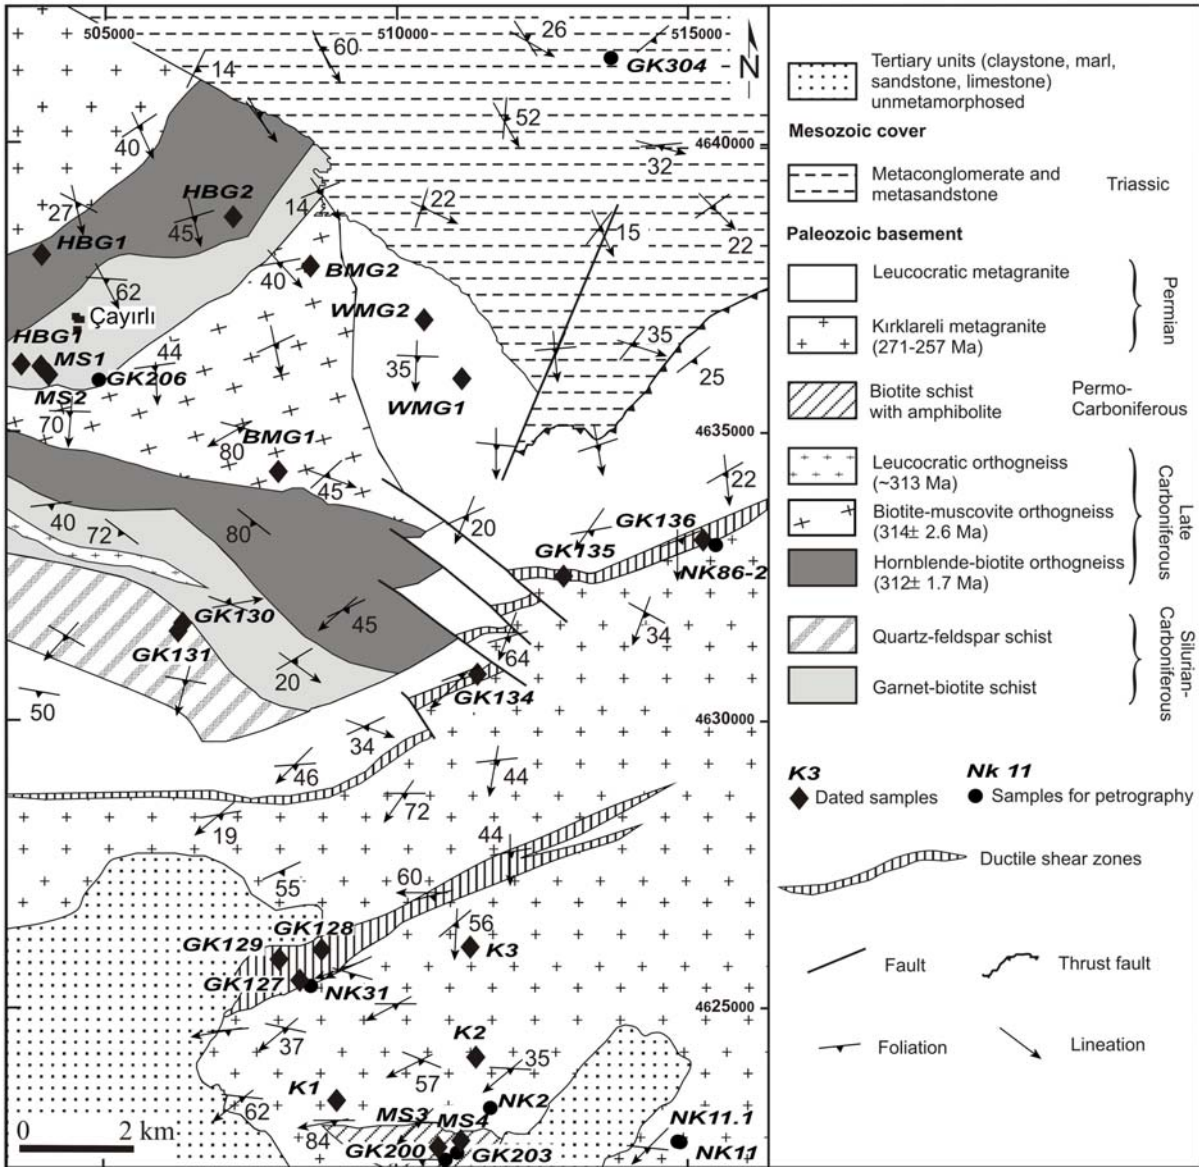 505000
510000
515000
26
60
GK304
14
N
52
40
4640000
32
HBG2
14
22
27
45
15
HBG1
22
40
BMG2
62
WMG2
Çayırlı
HBG1
44
35
35
MS1
25
GK206
WMG1
MS2
70
BMG1
80
4635000
45
22
40
20
GK136
72
80
GK135
NK86-2
GK130
45
34
GK131
64
20
GK134
50
4630000
34
46
44
72
19
44
55
60
GK128
56
GK129
K3
GK127
NK31
4625000
37
K2
35
57
K1
NK2
62
MS3
MS4
NK11.1
84
GK200
GK203
NK11
0 2 km
Tertiary units (claystone, marl,
sandstone, limestone)
unmetamorphosed
Mesozoic cover
Metaconglomerate and
metasandstone
Triassic
Paleozoic basement
Leucocratic metagranite
Kırklareli metagranite
(271-257 Ma)
Permian
Biotite schist
with amphibolite
Permo-
Carboniferous
Leucocratic orthogneiss
(~313 Ma)
Biotite-muscovite orthogneiss
(314± 2.6 Ma)
Hornblende-biotite orthogneiss
(312± 1.7 Ma)
Late
Carboniferous
Quartz-feldspar schist
Garnet-biotite schist
Silurian-
Carboniferous
K3
Dated samples
Nk 11
Samples for petrography
Ductile shear zones
Fault
Thrust fault
Foliation
Lineation